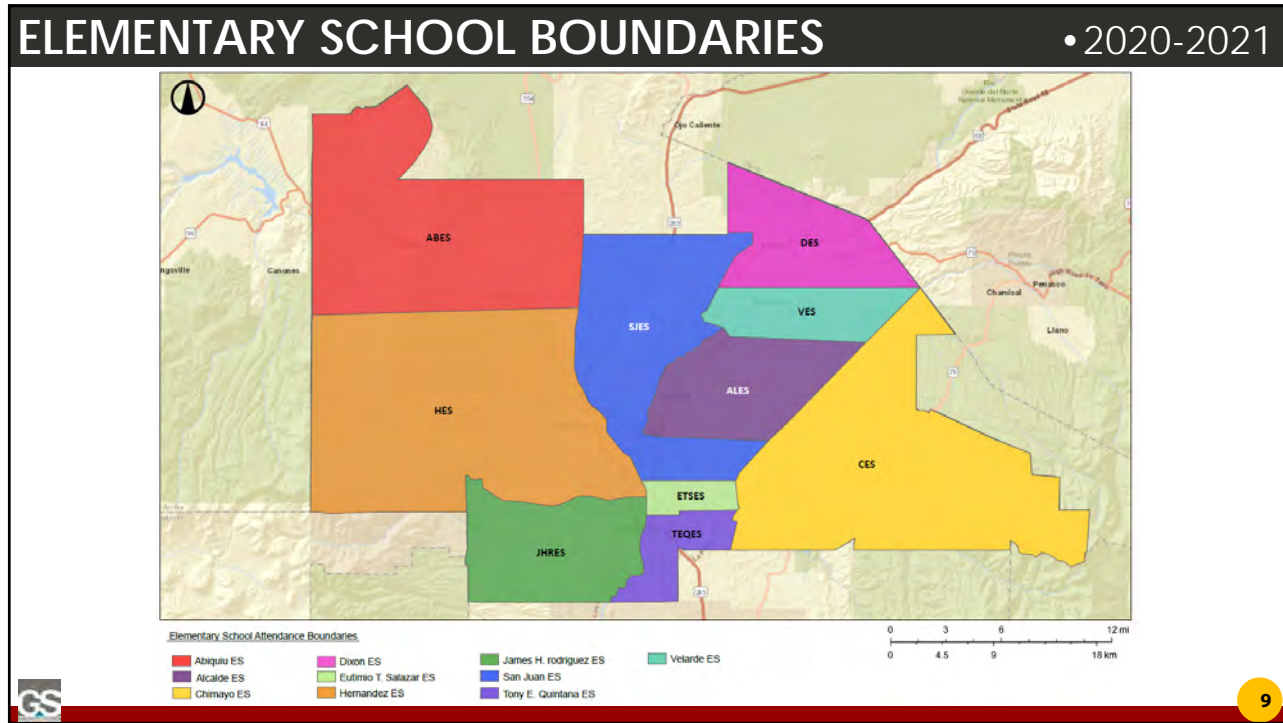 ELEMENTARY SCHOOL BOUNDARIES
• 2020-2021
Ojo Caliente
ABES
DES
ngsville
Canones
Chamisal
Penasco
VES
Llano
SJES
ALES
HES
CES
ETSES
TEQES
JHRES
285
Elementary School Attendance Boundaries
Abiquiu ES
Alcalde ES
Chimayo ES
Dixon ES
Eutimio T. Salazar ES
Hernandez ES
James H. rodriguez ES
San Juan ES
Tony E. Quintana ES
Velarde ES
0 3 6 12 mi
0 4.5 9 18 km
GS
9